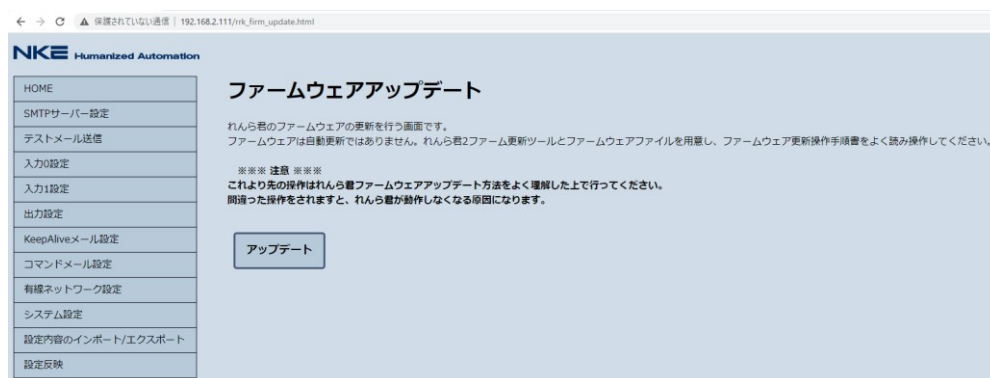 保護されていない通信 | 192.168.2.111/rrk_firm_update.html
NKE Humanized Automation
HOME
SMTPサーバー設定
テストメール送信
入力0設定
入力1設定
出力設定
KeepAliveメール設定
コマンドメール設定
有線ネットワーク設定
システム設定
設定内容のインポート/エクスポート
設定反映
ファームウェアアップデート
れんら君のファームウェアの更新を行う画面です。
ファームウェアは自動更新ではありません。れんら君2ファーム更新ツールとファームウェアファイルを用意し、ファームウェア更新操作手順書をよく読み操作してください。
※※※ 注意 ※※※
これより先の操作はれんら君ファームウェアアップデート方法をよく理解した上で行ってください。
間違った操作をされますと、れんら君が動作しなくなる原因になります。
アップデート